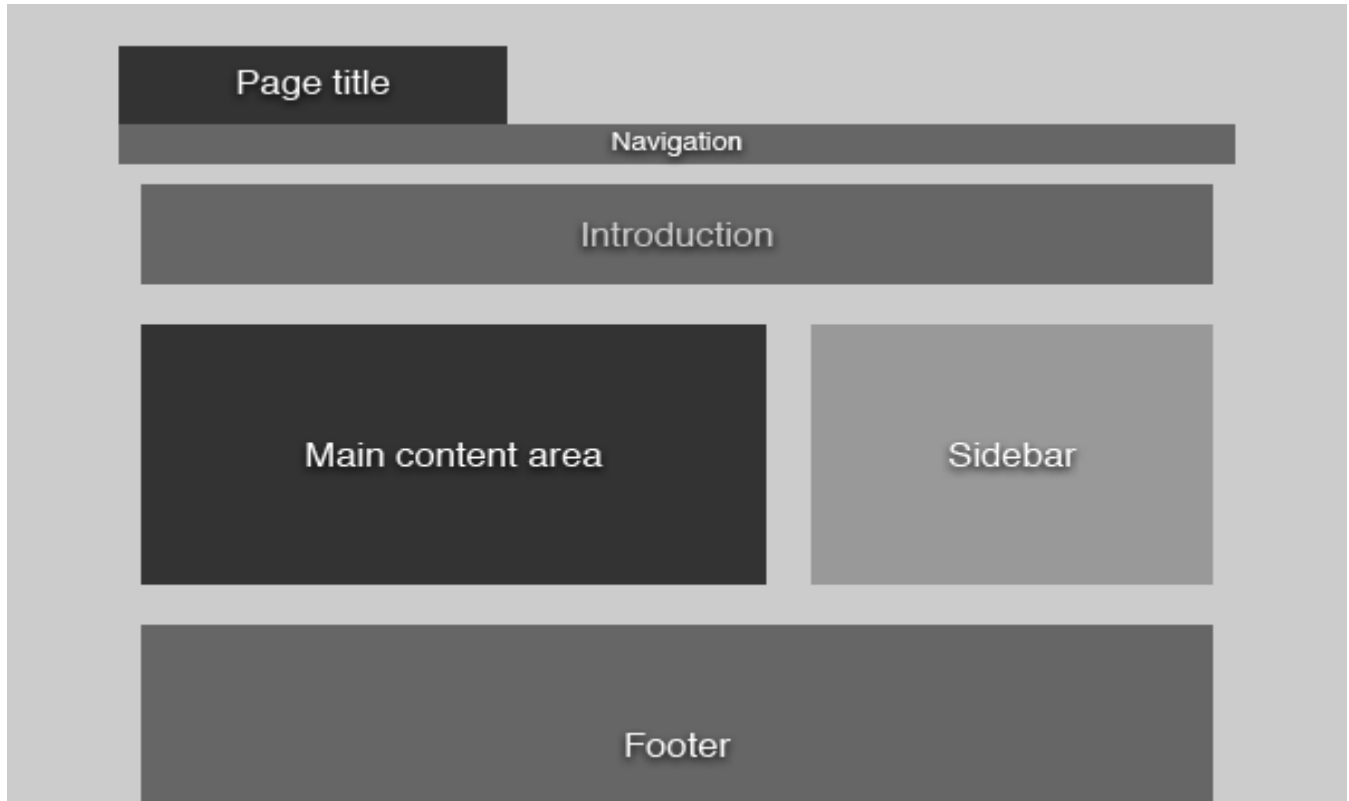 Page title
Navigation
Introduction
Main content area
Sidebar
Footer